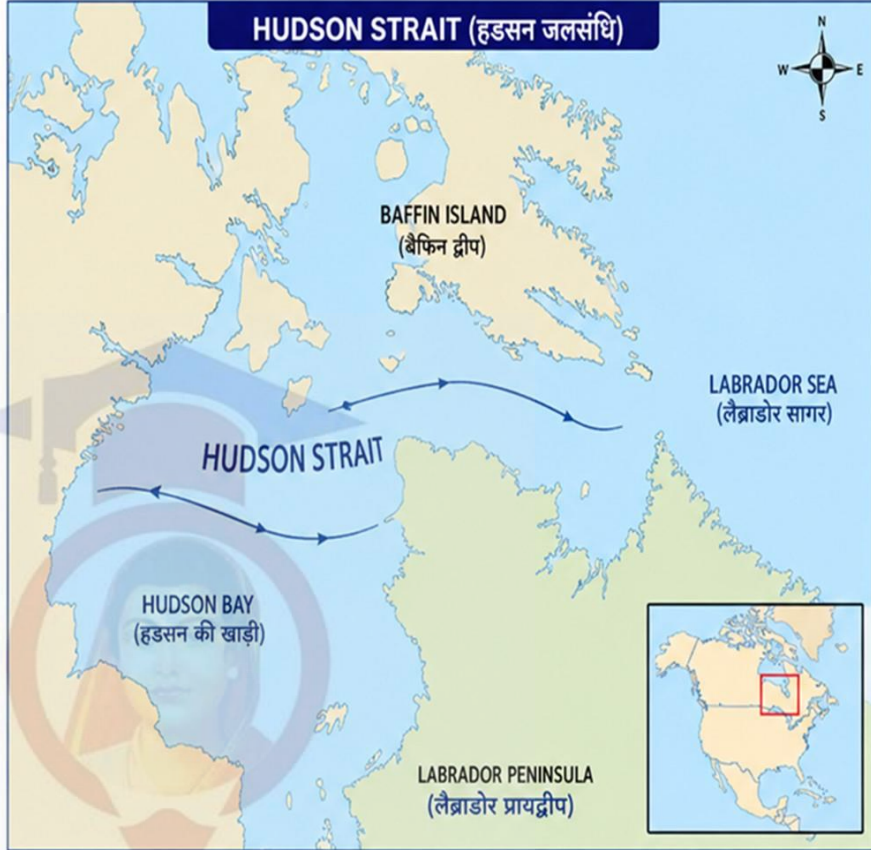 HUDSON STRAIT (हडसन जलसंधि)
N
W E
S
BAFFIN ISLAND
(बैफिन द्वीप)
LABRADOR SEA
(लैब्राडोर सागर)
HUDSON STRAIT
HUDSON BAY
(हडसन की खाड़ी)
LABRADOR PENINSULA
(लैब्राडोर प्रायद्वीप)